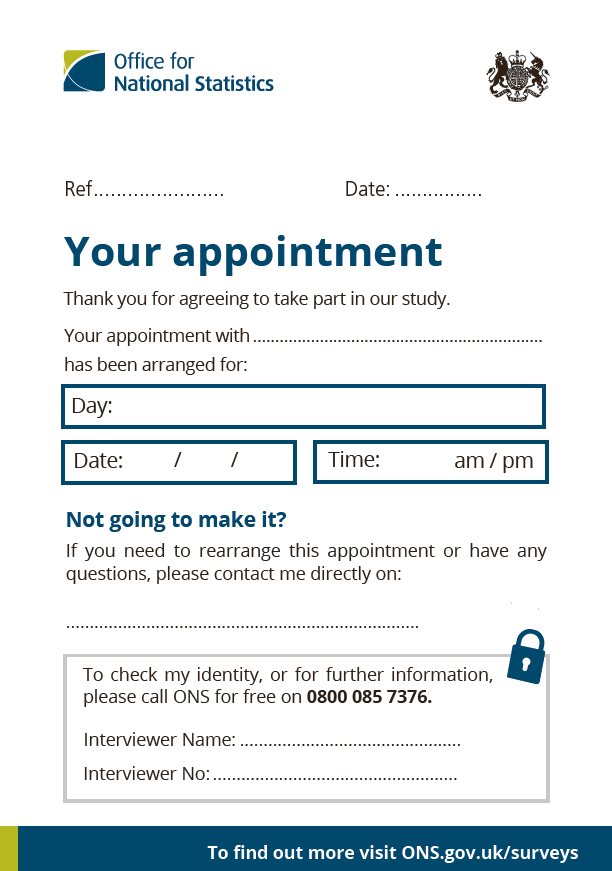 Office for
National Statistics
Ref.......................
Date: ................
Your appointment
Thank you for agreeing to take part in our study.
Your appointment with.................................................................
has been arranged for:
Day:
Date: / /
Time: am / pm
Not going to make it?
If you need to rearrange this appointment or have any
questions, please contact me directly on:
...........................................................................
To check my identity, or for further information,
please call ONS for free on 0800 085 7376.
Interviewer Name: ...............................................
Interviewer No:....................................................
To find out more visit ONS.gov.uk/surveys